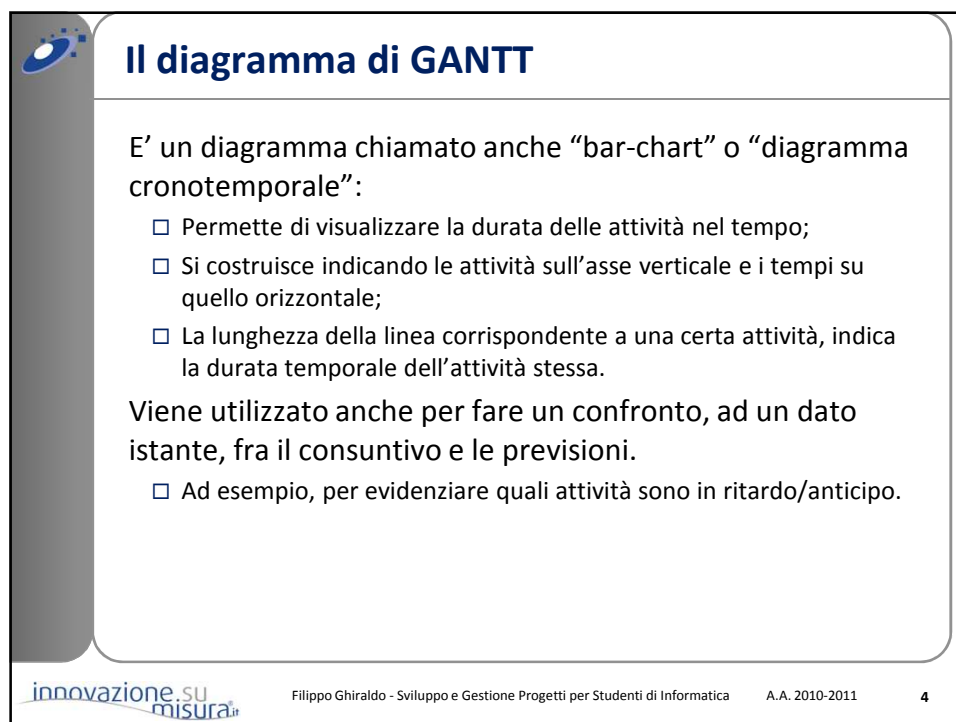 Il diagramma di GANTT
E’ un diagramma chiamato anche “bar-chart” o “diagramma
cronotemporale”:
Permette di visualizzare la durata delle attività nel tempo;
Si costruisce indicando le attività sull’asse verticale e i tempi su
quello orizzontale;
La lunghezza della linea corrispondente a una certa attività, indica
la durata temporale dell’attività stessa.
Viene utilizzato anche per fare un confronto, ad un dato
istante, fra il consuntivo e le previsioni.
Ad esempio, per evidenziare quali attività sono in ritardo/anticipo.
innovazione.su
misura.it
Filippo Ghiraldo - Sviluppo e Gestione Progetti per Studenti di Informatica A.A. 2010-2011 4